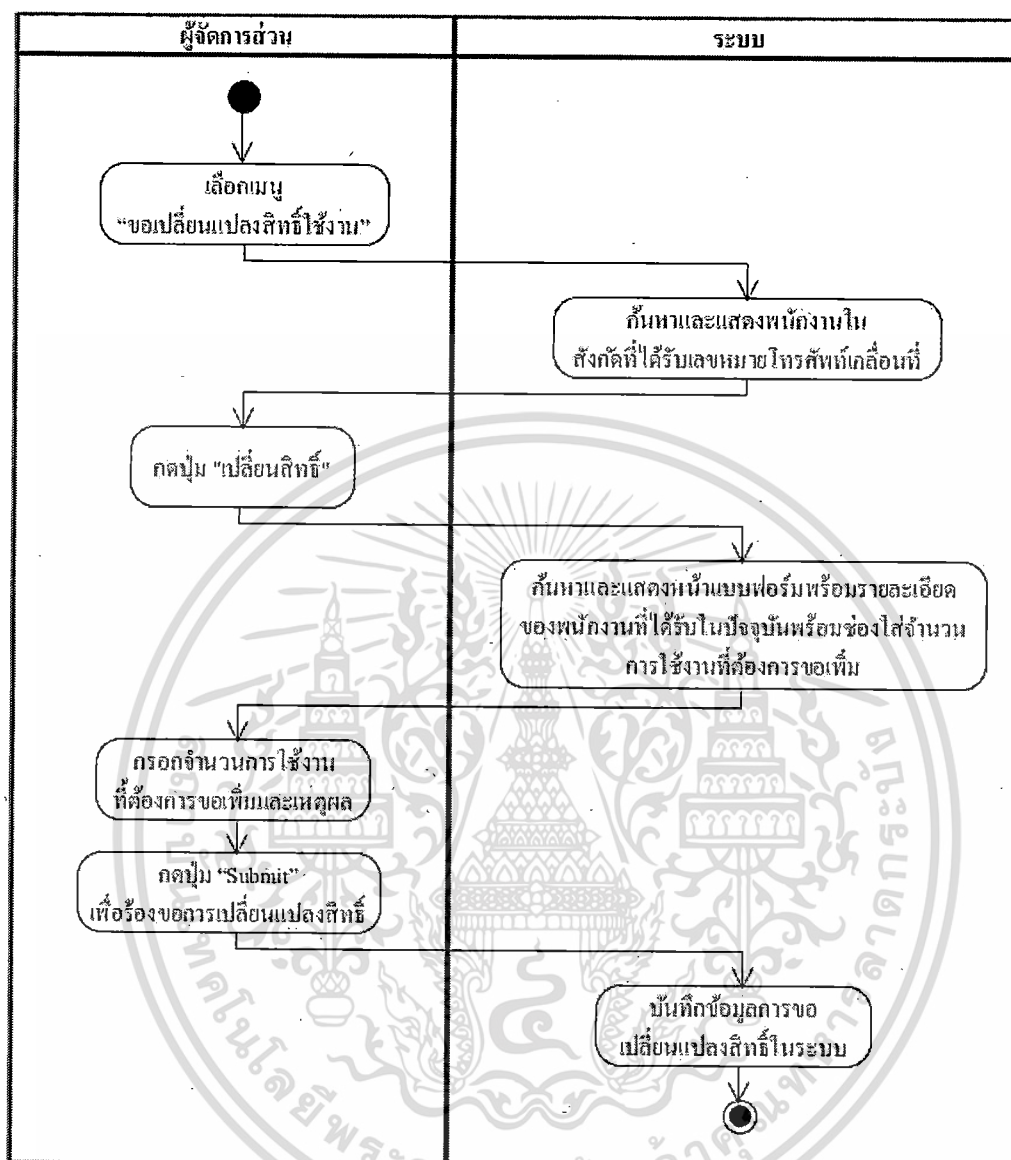 ผู้จัดการส่วน
ระบบ
เลือกเมนู
“ขอเปลี่ยนแปลงสิทธิ์ใช้งาน”
ค้นหาและแสดงพนักงานใน
สังกัดที่ได้รับเลขหมายโทรศัพท์เคลื่อนที่
กดปุ่ม "เปลี่ยนสิทธิ์"
ค้นหาและแสดงหน้าแบบฟอร์มพร้อมรายละเอียด
ของพนักงานที่ได้รับในปัจจุบันพร้อมช่องใส่จำนวน
การใช้งานที่ต้องการขอเพิ่ม
กรอกจำนวนการใช้งาน
ที่ต้องการขอเพิ่มและเหตุผล
กดปุ่ม “Submit”
เพื่อร้องขอการเปลี่ยนแปลงสิทธิ์
บันทึกข้อมูลการขอ
เปลี่ยนแปลงสิทธิ์ในระบบ